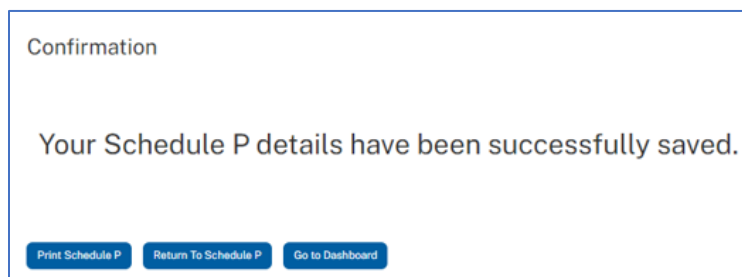 Confirmation
Your Schedule P details have been successfully saved.
Print Schedule P Return To Schedule P Go to Dashboard